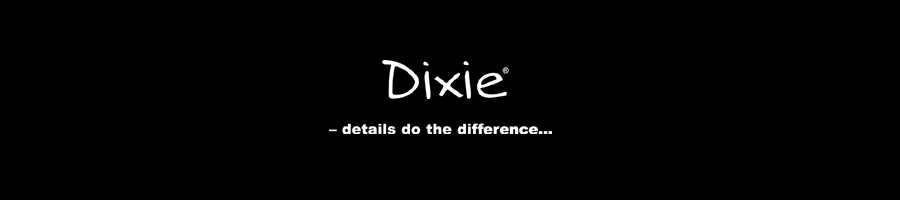 Dixie®
– details do the difference...